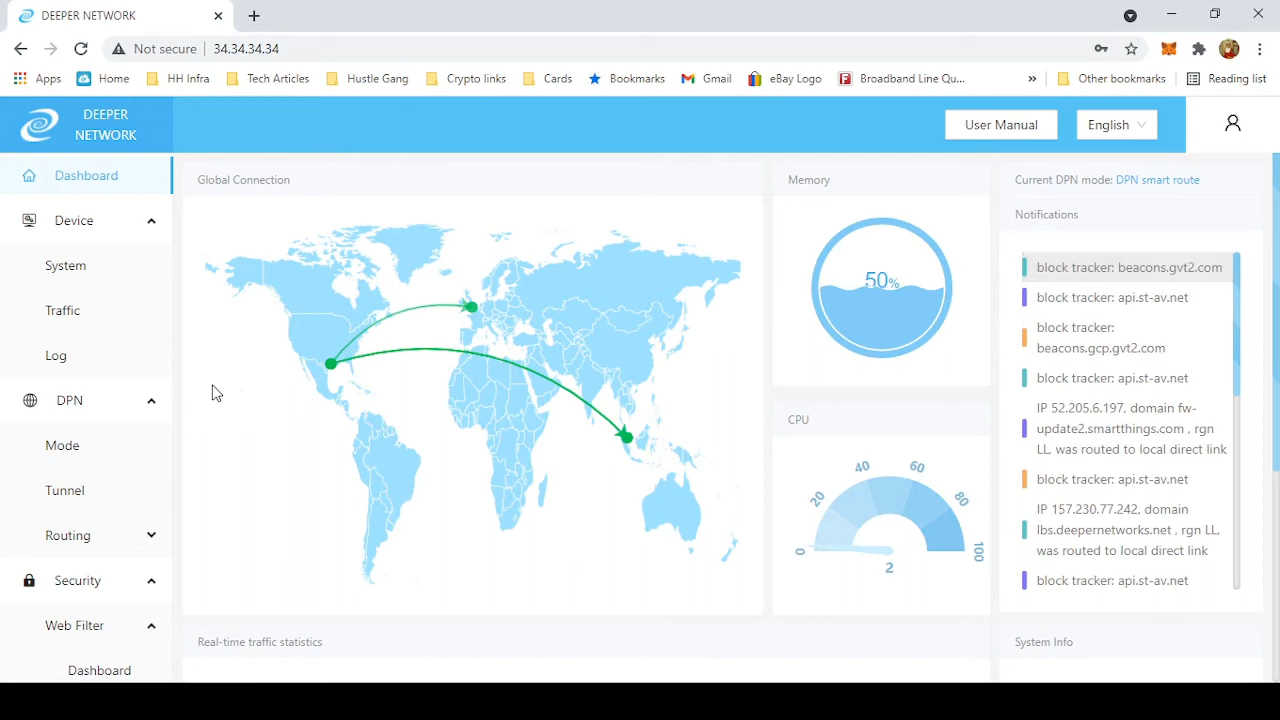 DEEPER NETWORK
Not secure
34.34.34.34
Apps
Home
HH Infra
Tech Articles
Hustle Gang
Crypto links
Cards
Bookmarks
Gmail
eBay Logo
Broadband Line Qu...
»
Other bookmarks
Reading list
DEEPER
NETWORK
User Manual
English
Dashboard
Device
System
Traffic
Log
DPN
Mode
Tunnel
Routing
Security
Web Filter
Dashboard
Global Connection
Memory
50%
CPU
0
20
40
60
80
100
2
Current DPN mode: DPN smart route
Notifications
block tracker: beacons.gvt2.com
block tracker: api.st-av.net
block tracker:
beacons.gcp.gvt2.com
block tracker: api.st-av.net
IP 52.205.6.197, domain fw-
update2.smartthings.com , rgn
LL, was routed to local direct link
block tracker: api.st-av.net
IP 157.230.77.242, domain
lbs.deepernetworks.net , rgn LL,
was routed to local direct link
block tracker: api.st-av.net
Real-time traffic statistics
System Info